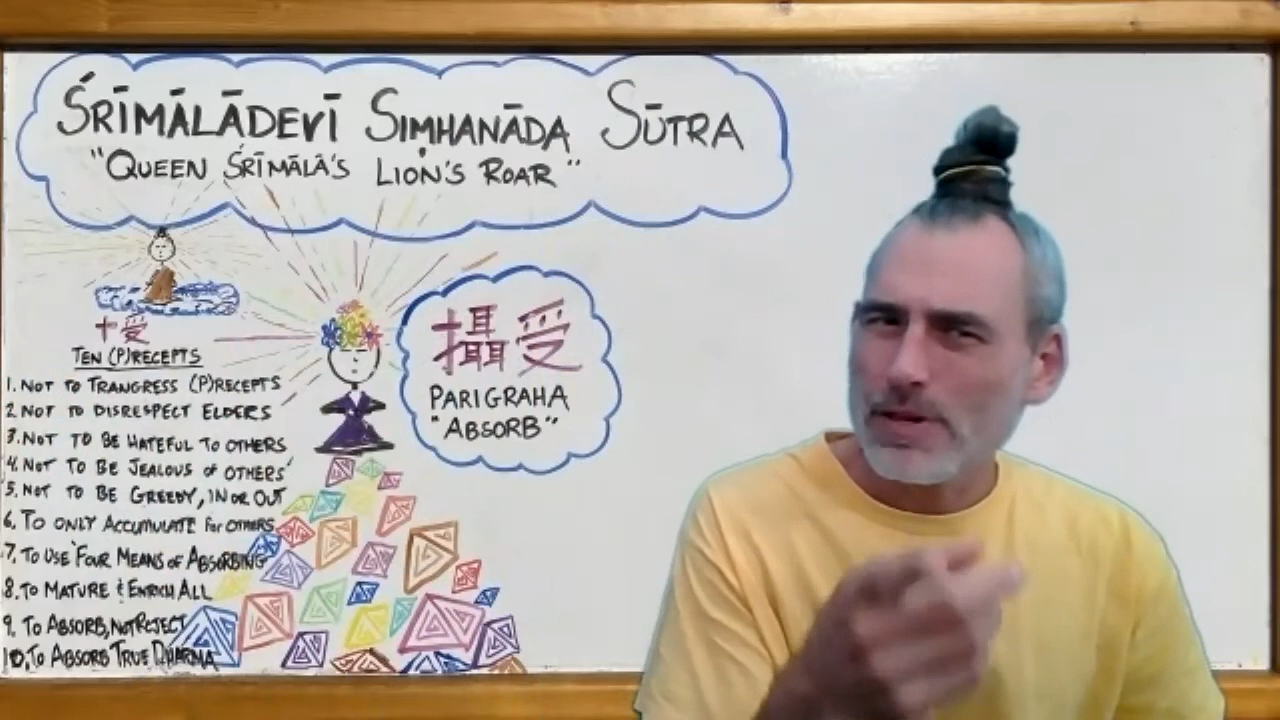 ŚRĪMĀLĀDEVĪ SIṂHANĀDA SŪTRA
"QUEEN ŚRĪMĀLĀ'S LION'S ROAR"
十受
TEN (P)RECEPTS
1. NOT TO TRANGRESS (P)RECEPTS
2. NOT TO DISRESPECT ELDERS
3. NOT TO BE HATEFUL TO OTHERS
4. NOT TO BE JEALOUS OF OTHERS'
5. NOT TO BE GREEDY, IN OR OUT
6. TO ONLY ACCUMULATE FOR OTHERS
7. TO USE 'FOUR MEANS OF ABSORBING'
8. TO MATURE & ENRICH ALL
9. TO ABSORB, NOT REJECT
10. TO ABSORB TRUE DHARMA
攝受
PARIGRAHA
"ABSORB"